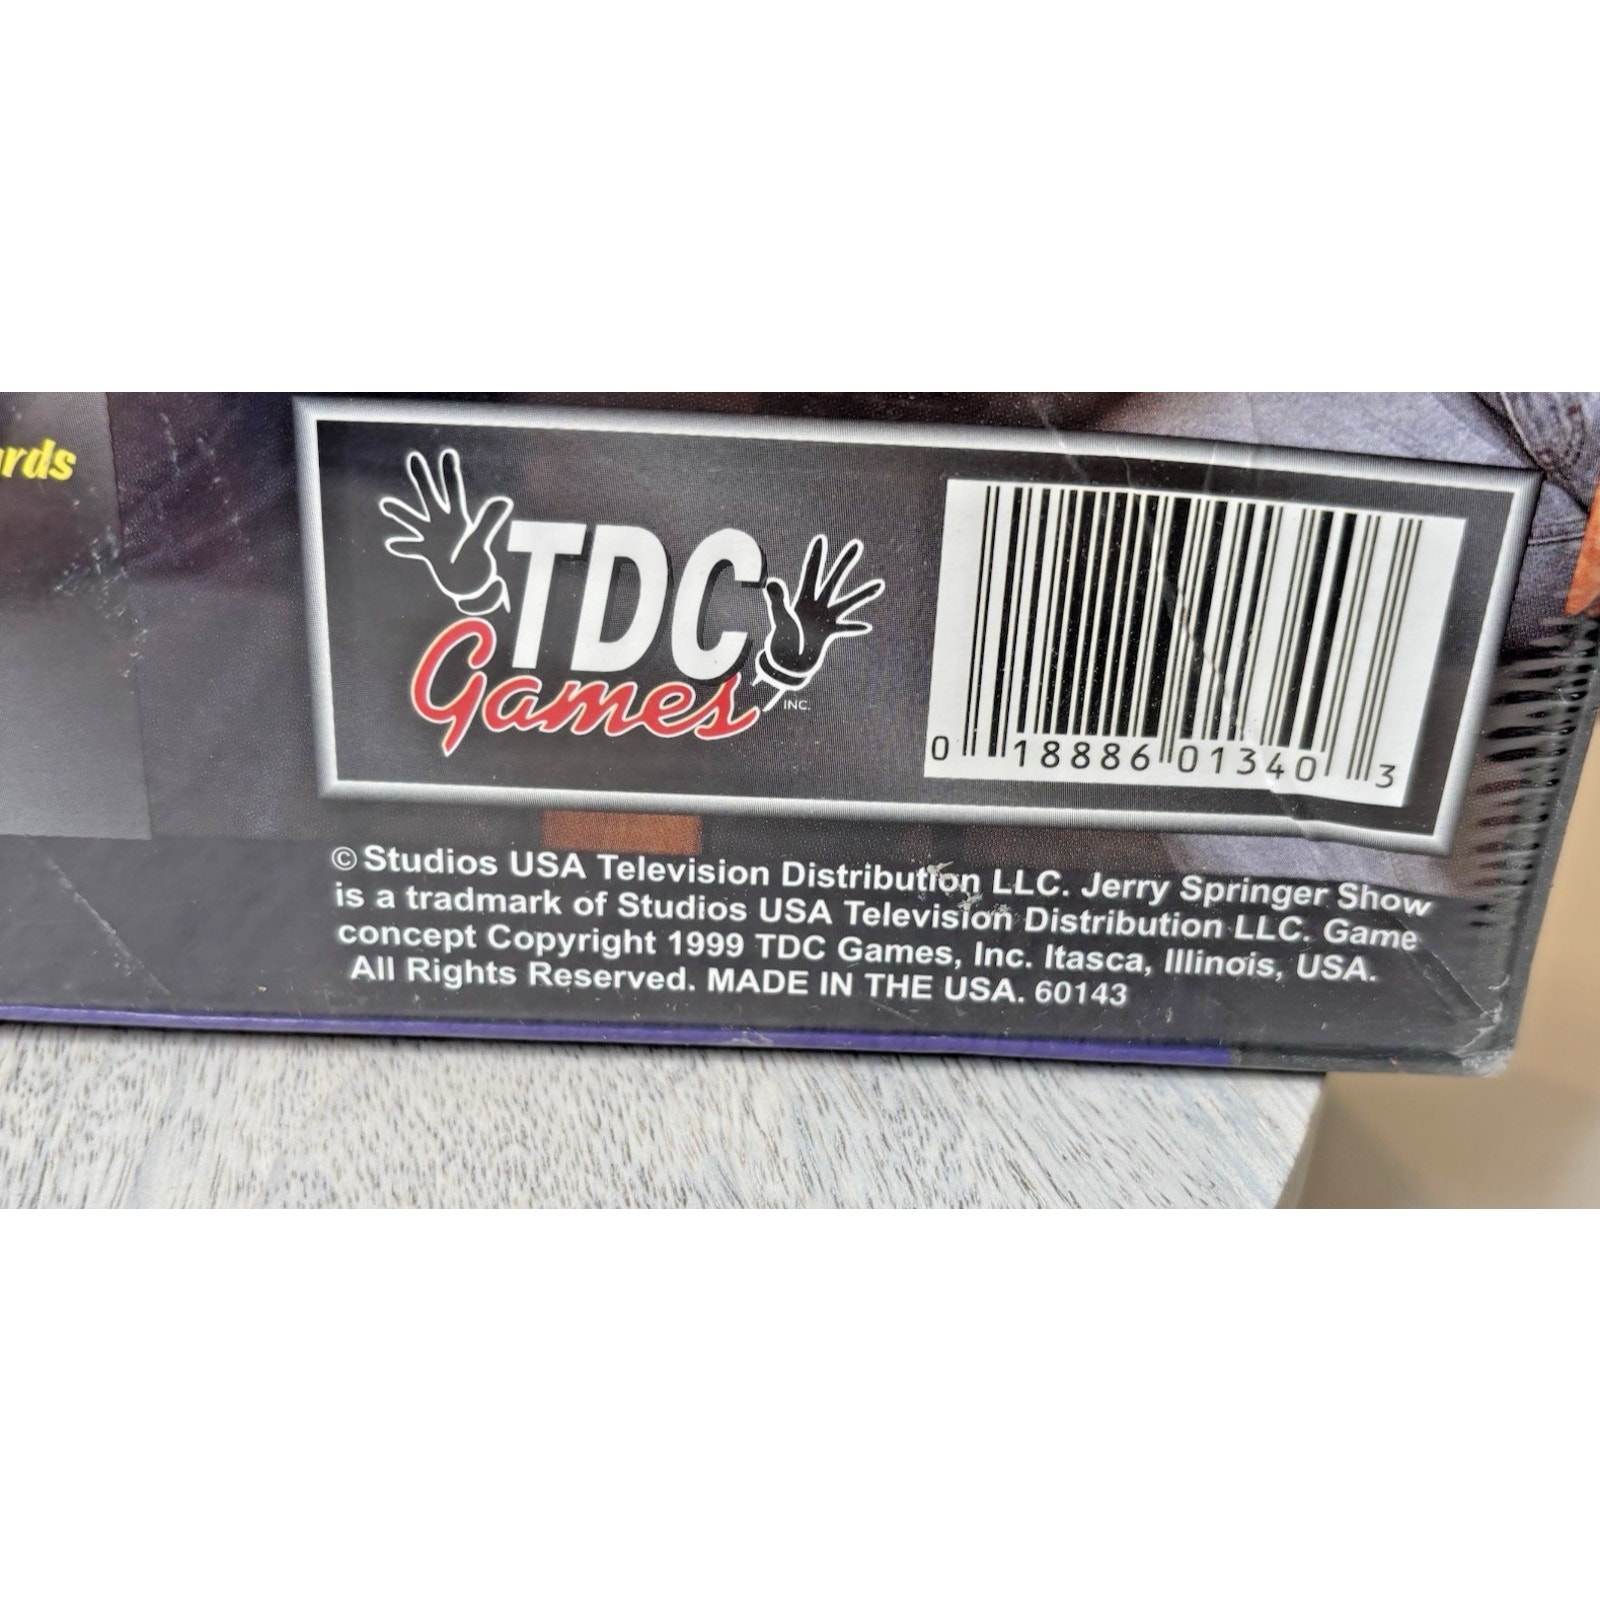 TDC
Games
INC.
0 18886 01340 3
© Studios USA Television Distribution LLC. Jerry Springer Show
is a tradmark of Studios USA Television Distribution LLC. Game
concept Copyright 1999 TDC Games, Inc. Itasca, Illinois, USA.
All Rights Reserved. MADE IN THE USA. 60143